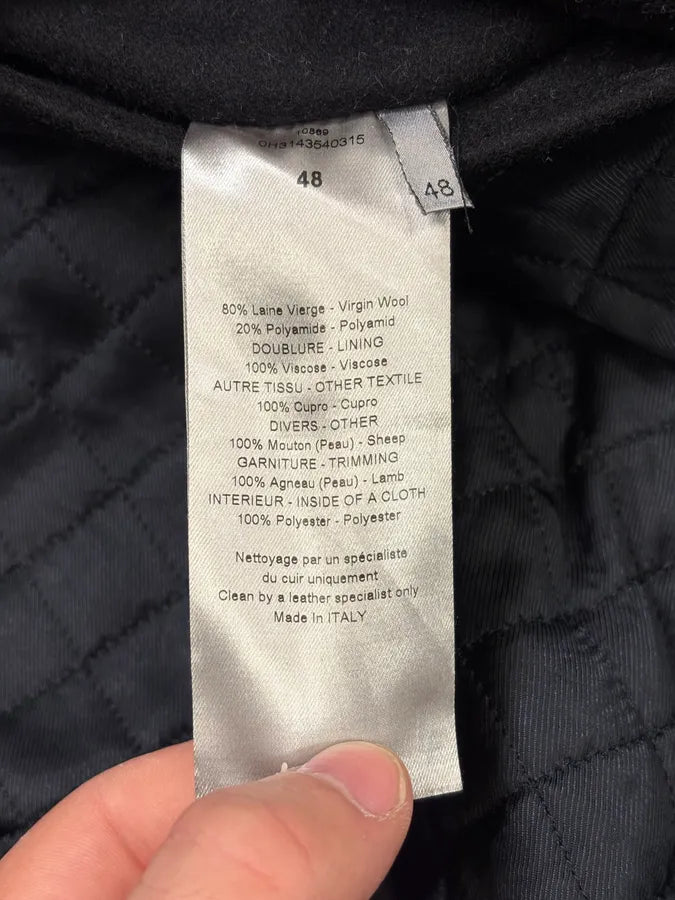 10869
0H3143540315
48
48
80% Laine Vierge - Virgin Wool
20% Polyamide - Polyamid
DOUBLURE - LINING
100% Viscose - Viscose
AUTRE TISSU - OTHER TEXTILE
100% Cupro - Cupro
DIVERS - OTHER
100% Mouton (Peau) - Sheep
GARNITURE - TRIMMING
100% Agneau (Peau) - Lamb
INTERIEUR - INSIDE OF A CLOTH
100% Polyester - Polyester
Nettoyage par un spécialiste
du cuir uniquement
Clean by a leather specialist only
Made In ITALY